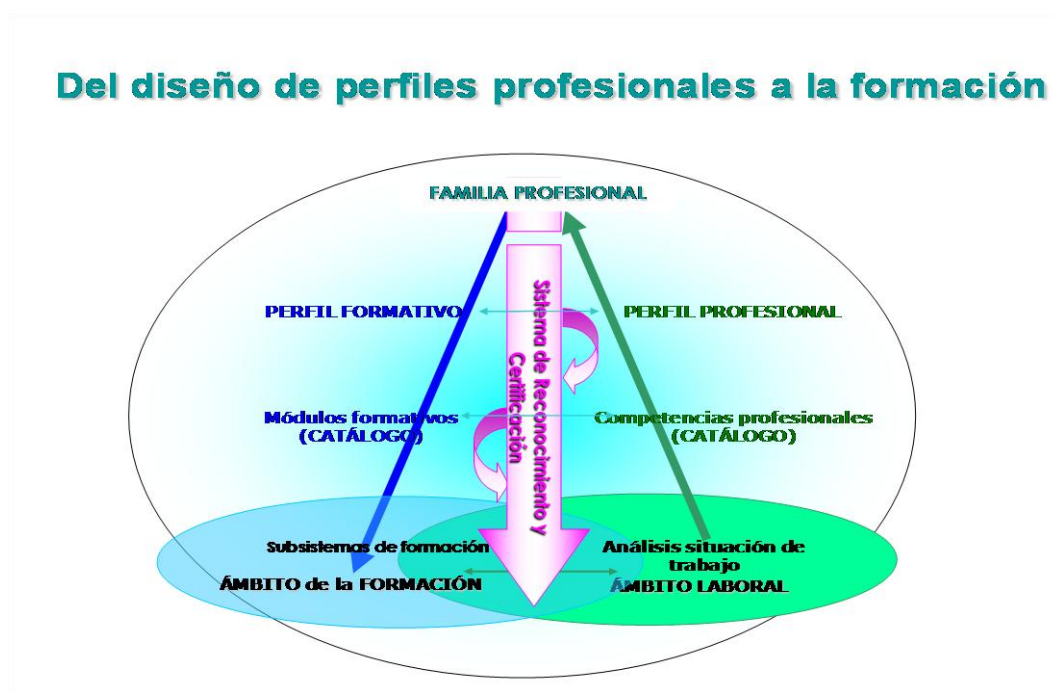 Del diseño de perfiles profesionales a la formación
FAMILIA PROFESIONAL
PERFIL FORMATIVO
PERFIL PROFESIONAL
Sistema de Reconocimiento y
Certificación
Módulos formativos
(CATÁLOGO)
Competencias profesionales
(CATÁLOGO)
Subsistemas de formación
ÁMBITO de la FORMACIÓN
Análisis situación de
trabajo
ÁMBITO LABORAL